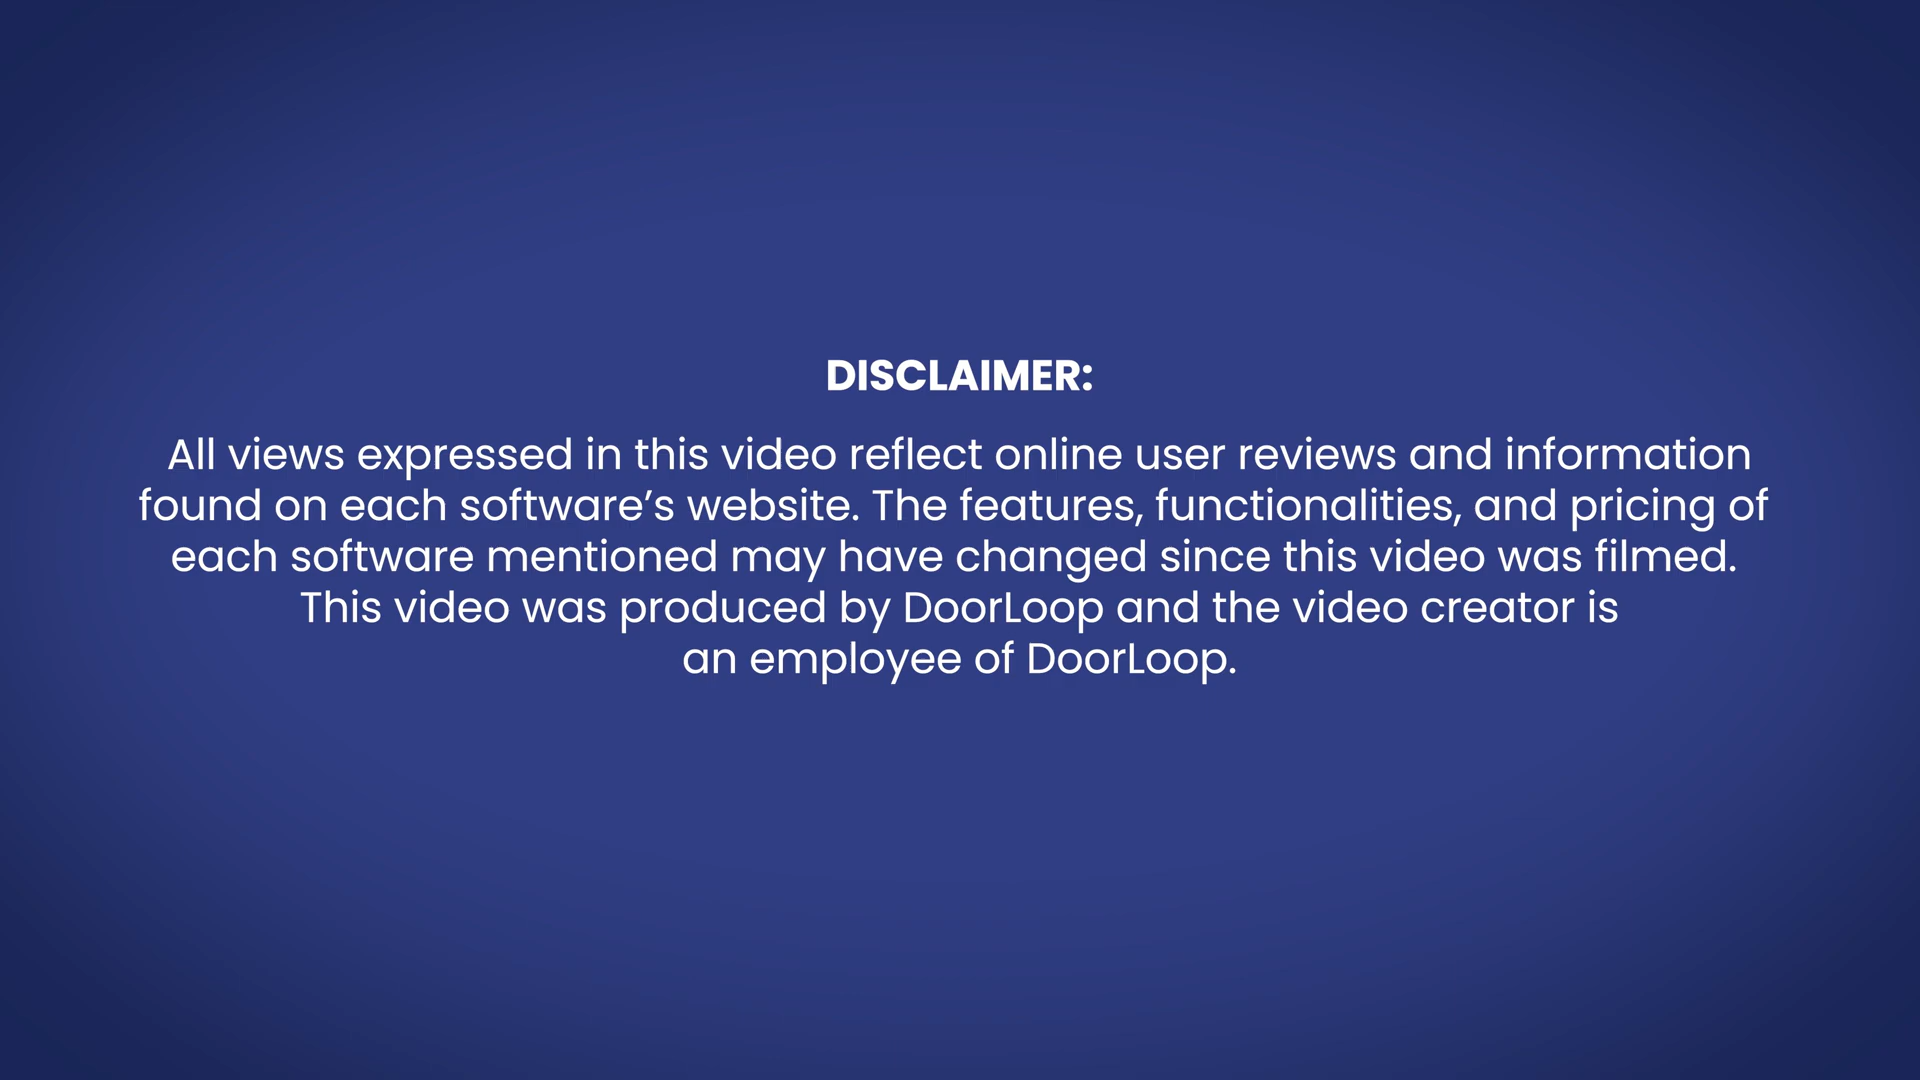 DISCLAIMER:
All views expressed in this video reflect online user reviews and information
found on each software’s website. The features, functionalities, and pricing of
each software mentioned may have changed since this video was filmed.
This video was produced by DoorLoop and the video creator is
an employee of DoorLoop.